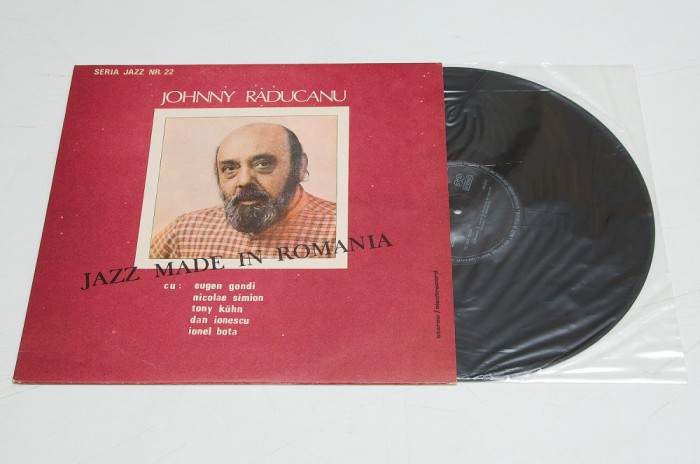 SERIA JAZZ NR. 22
JOHNNY RĂDUCANU
JAZZ MADE IN ROMANIA
cu: eugen gondi
nicolae simion
tony kühn
dan ionescu
ionel bota
stereo / electrecord